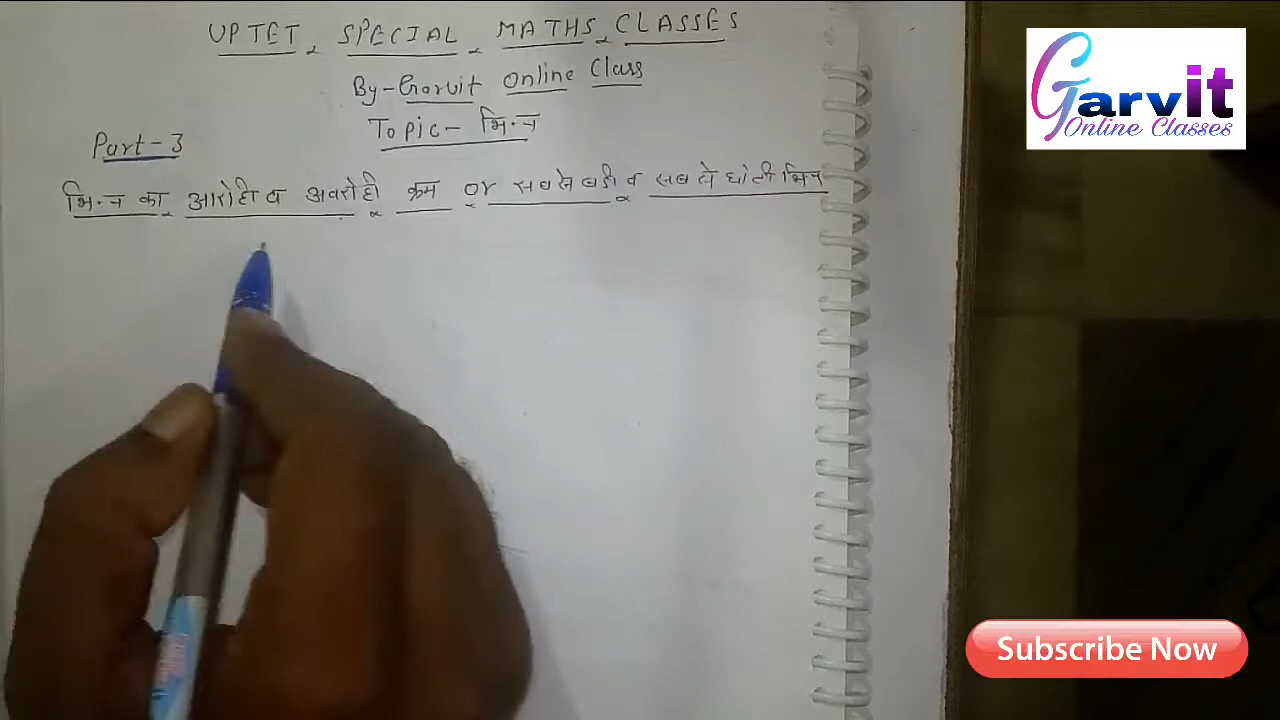 UPTET, SPECIAL, MATHS, CLASSES
By-Garvit Online Class
Topic- भिन्न
Part-3
भिन्न का आरोही व अवरोही क्रम or सबसे बड़ी व सबसे छोटी भिन्न
Garvit
Online Classes
Subscribe Now